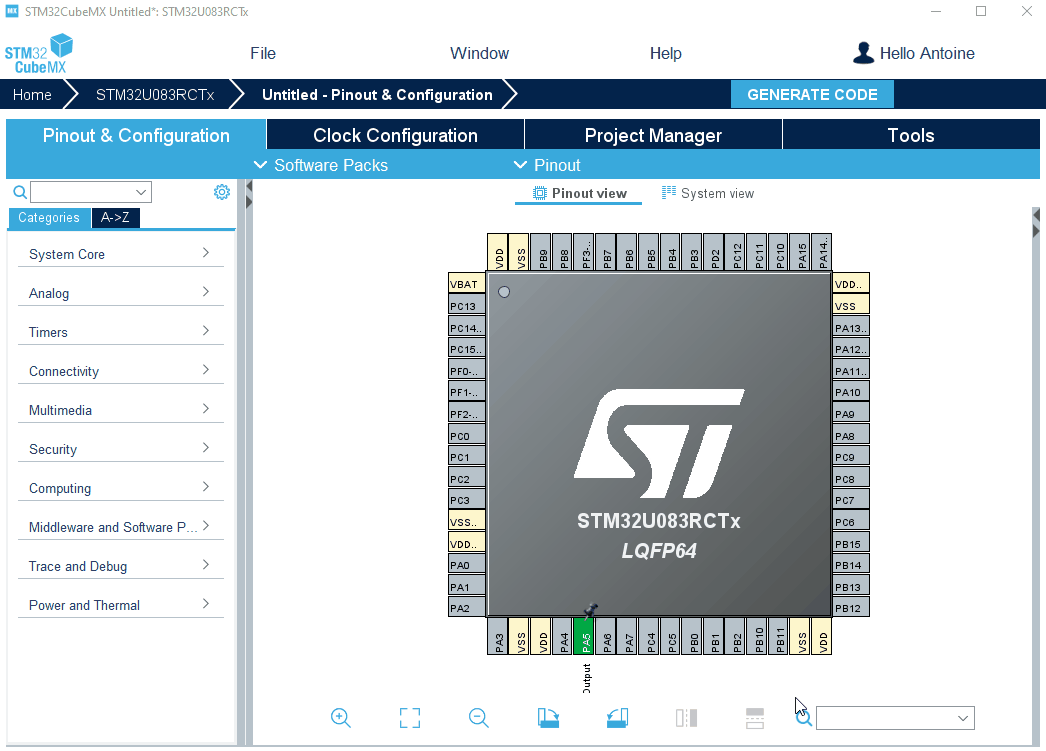 STM32CubeMX Untitled*: STM32U083RCTx
STM32
CubeMX
File
Window
Help
Hello Antoine
Home
STM32U083RCTx
Untitled - Pinout & Configuration
GENERATE CODE
Pinout & Configuration
Clock Configuration
Project Manager
Tools
Software Packs
Pinout
Categories
A->Z
Pinout view
System view
System Core
Analog
Timers
Connectivity
Multimedia
Security
Computing
Middleware and Software P...
Trace and Debug
Power and Thermal
VDD
VSS
PB9
PB8
PF3-..
PB7
PB6
PB5
PB4
PB3
PD2
PC12
PC11
PC10
PA15
PA14..
VBAT
PC13
PC14..
PC15..
PF0-..
PF1-..
PF2-..
PC0
PC1
PC2
PC3
VSS..
VDD..
PA0
PA1
PA2
STM32U083RCTx
LQFP64
VDD..
VSS
PA13..
PA12..
PA11..
PA10
PA9
PA8
PC9
PC8
PC7
PC6
PB15
PB14
PB13
PB12
PA3
VSS
VDD
PA4
PA5
PA6
PA7
PC4
PC5
PB0
PB1
PB2
PB10
PB11
VSS
VDD
Output